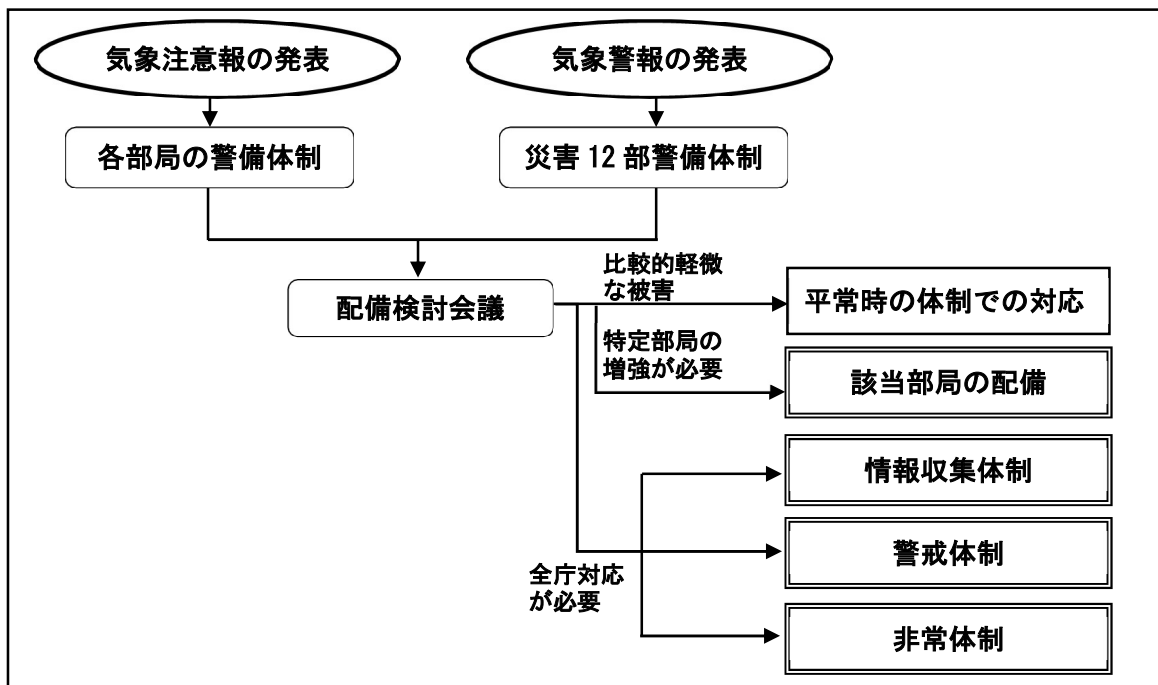 気象注意報の発表
気象警報の発表
各部局の警備体制
災害12部警備体制
配備検討会議
比較的軽微
な被害
平常時の体制での対応
特定部局の
増強が必要
該当部局の配備
情報収集体制
警戒体制
全庁対応
が必要
非常体制